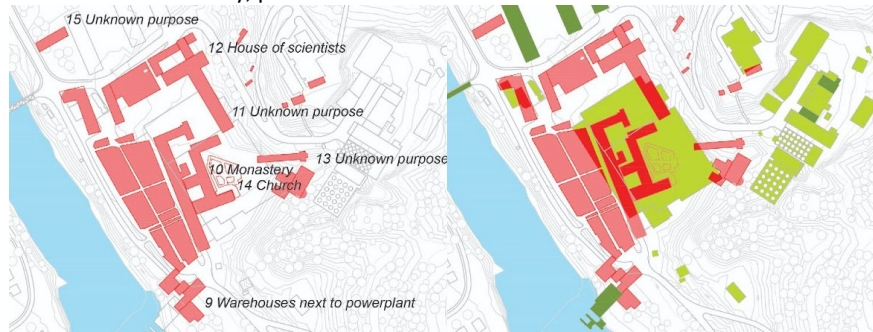 15 Unknown purpose
12 House of scientists
11 Unknown purpose
13 Unknown purpose
10 Monastery
14 Church
9 Warehouses next to powerplant